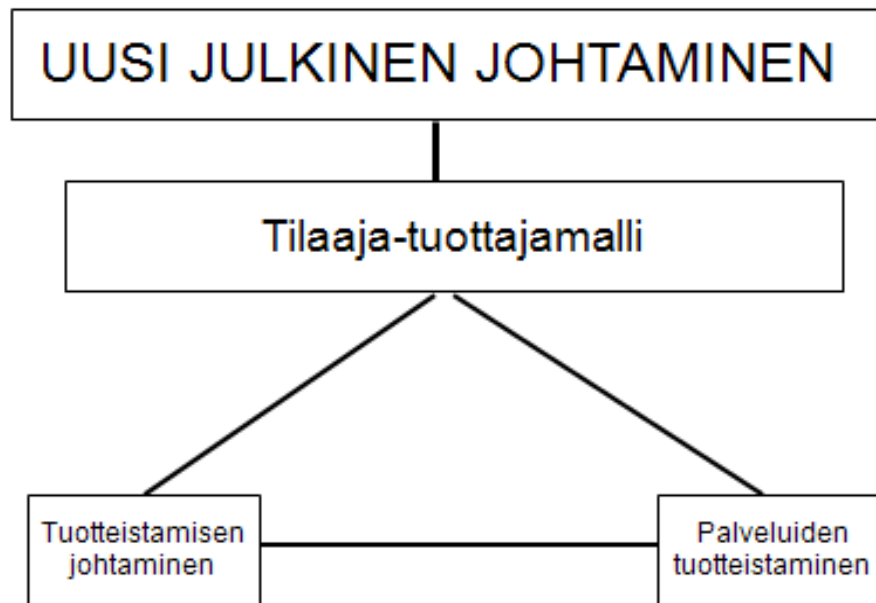 UUSI JULKINEN JOHTAMINEN
Tilaaja-tuottajamalli
Tuotteistamisen
johtaminen
Palveluiden
tuotteistaminen